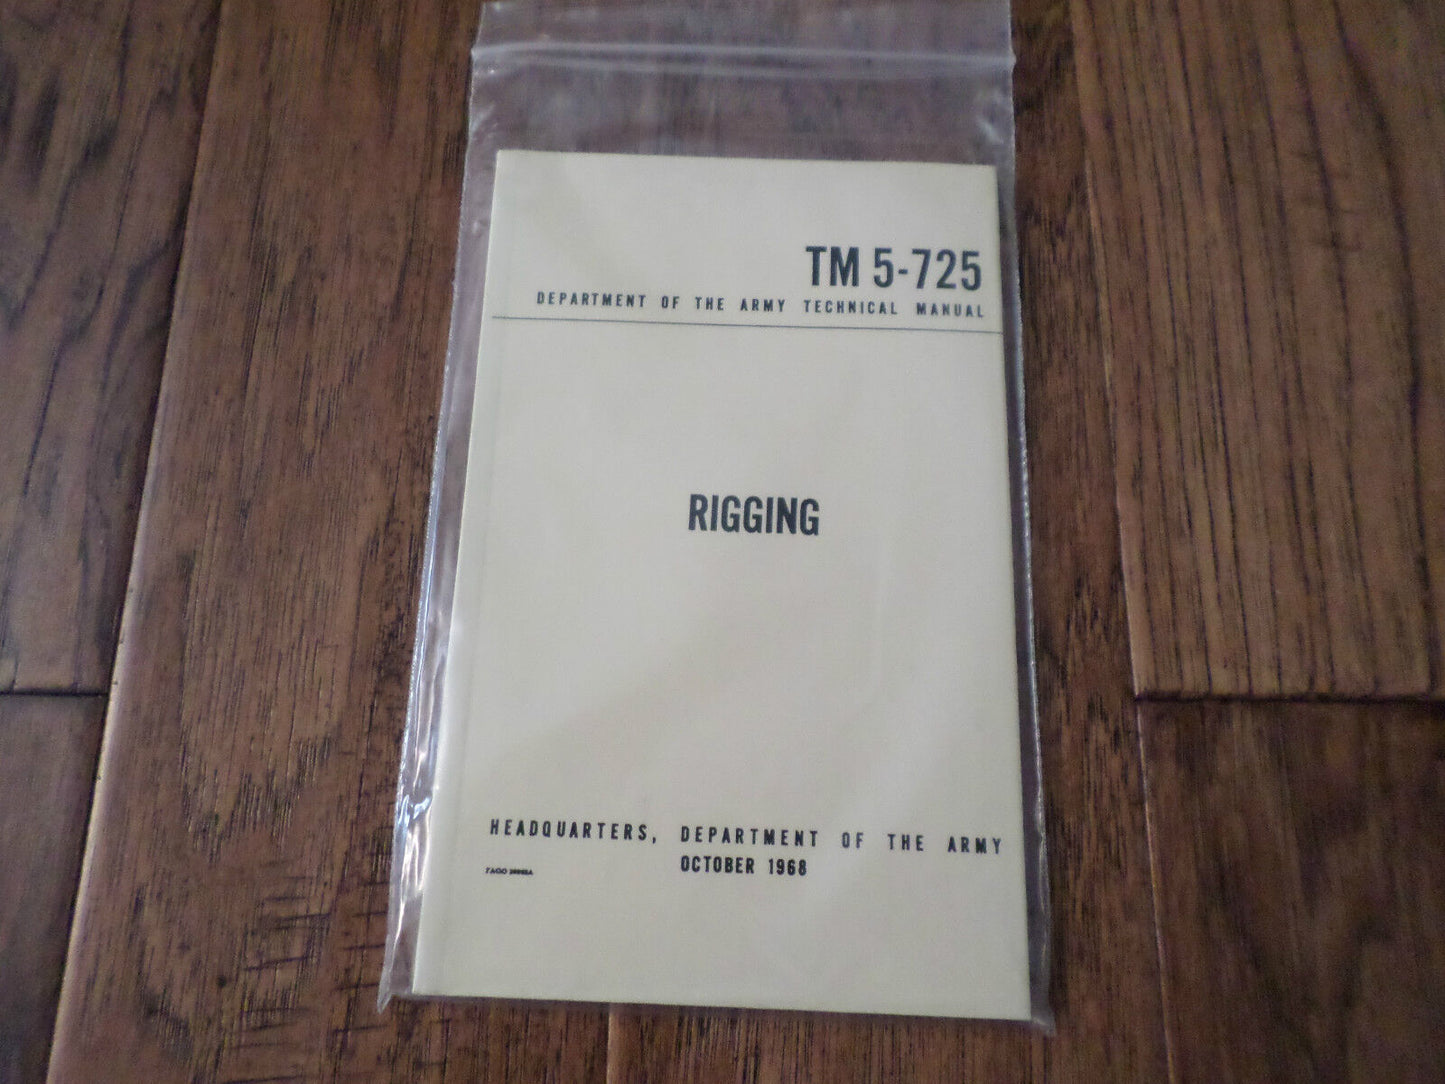 TM 5-725
DEPARTMENT OF THE ARMY TECHNICAL MANUAL
RIGGING
HEADQUARTERS, DEPARTMENT OF THE ARMY
OCTOBER 1968